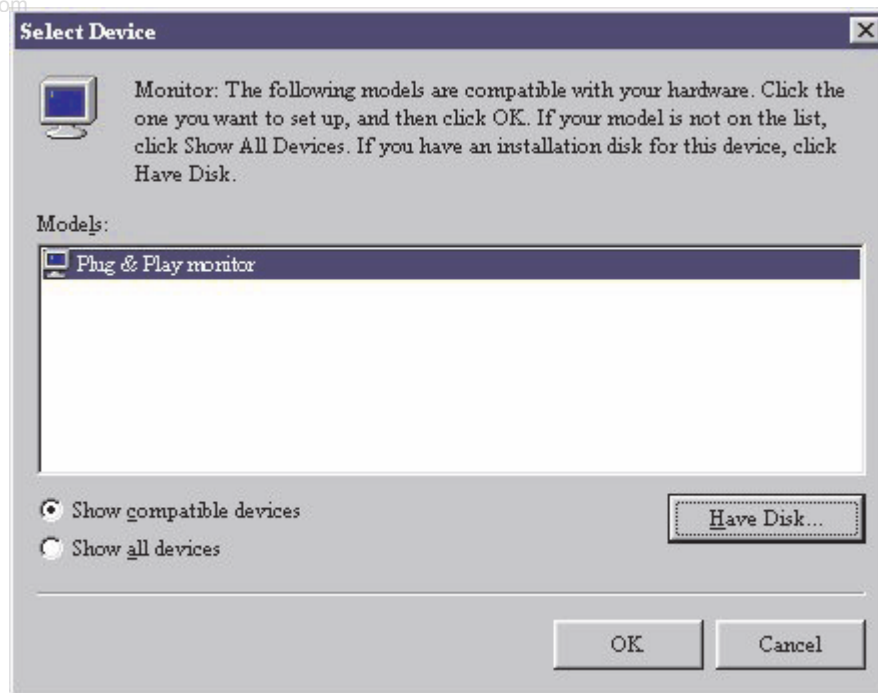 om
Select Device
Monitor: The following models are compatible with your hardware. Click the
one you want to set up, and then click OK. If your model is not on the list,
click Show All Devices. If you have an installation disk for this device, click
Have Disk.
Models:
Plug & Play monitor
Show compatible devices
Have Disk...
Show all devices
OK
Cancel